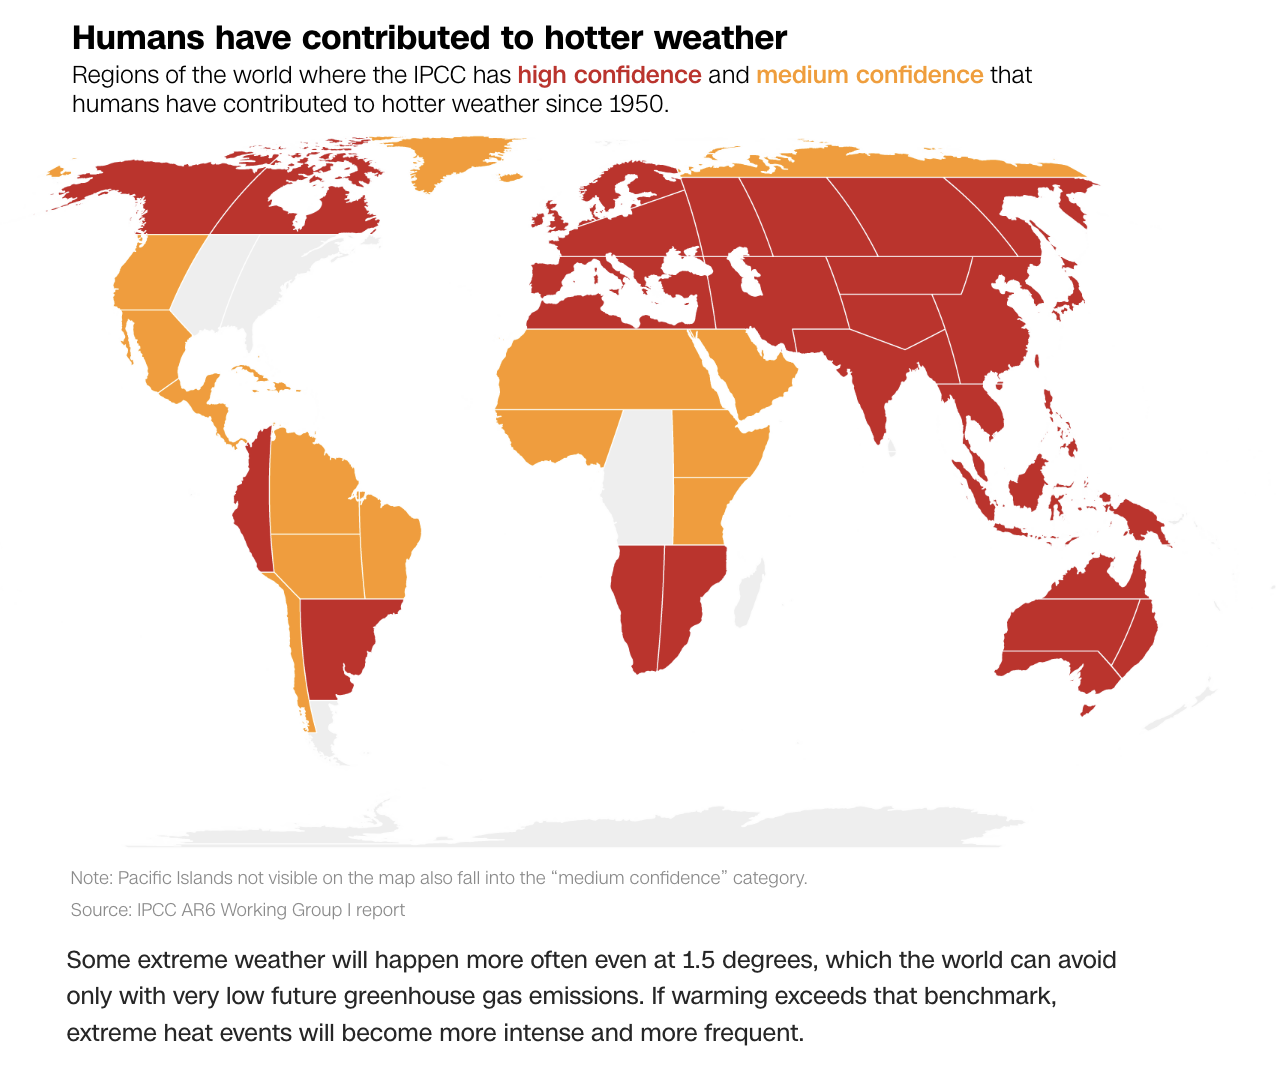 Humans have contributed to hotter weather
Regions of the world where the IPCC has high confidence and medium confidence that
humans have contributed to hotter weather since 1950.
Note: Pacific Islands not visible on the map also fall into the “medium confidence” category.
Source: IPCC AR6 Working Group I report
Some extreme weather will happen more often even at 1.5 degrees, which the world can avoid
only with very low future greenhouse gas emissions. If warming exceeds that benchmark,
extreme heat events will become more intense and more frequent.